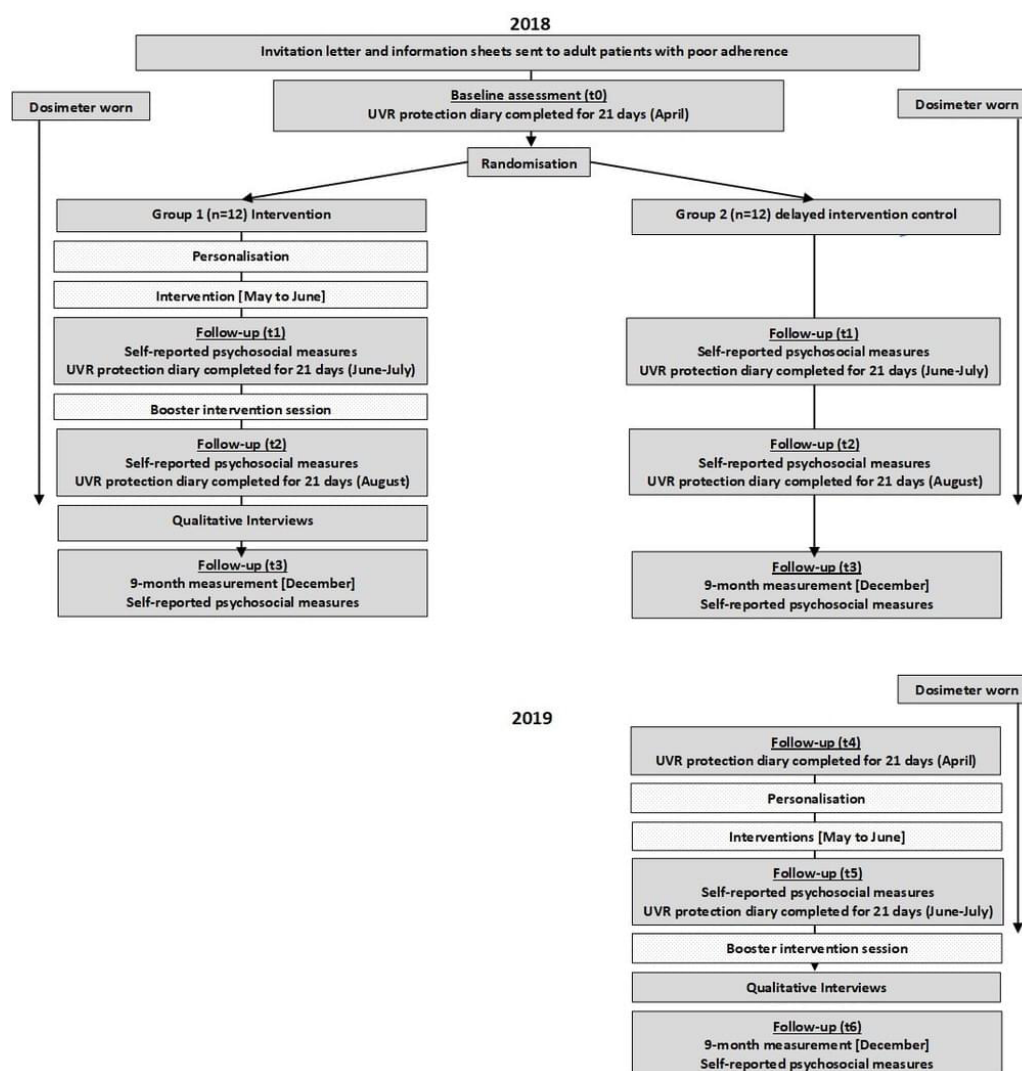 2018
Invitation letter and information sheets sent to adult patients with poor adherence
Dosimeter worn
Baseline assessment (t0)
UVR protection diary completed for 21 days (April)
Dosimeter worn
Randomisation
Group 1 (n=12) Intervention
Personalisation
Intervention [May to June]
Follow-up (t1)
Self-reported psychosocial measures
UVR protection diary completed for 21 days (June-July)
Booster intervention session
Follow-up (t2)
Self-reported psychosocial measures
UVR protection diary completed for 21 days (August)
Qualitative Interviews
Follow-up (t3)
9-month measurement [December]
Self-reported psychosocial measures
Group 2 (n=12) delayed intervention control
Follow-up (t1)
Self-reported psychosocial measures
UVR protection diary completed for 21 days (June-July)
Follow-up (t2)
Self-reported psychosocial measures
UVR protection diary completed for 21 days (August)
Follow-up (t3)
9-month measurement [December]
Self-reported psychosocial measures
2019
Dosimeter worn
Follow-up (t4)
UVR protection diary completed for 21 days (April)
Personalisation
Interventions [May to June]
Follow-up (t5)
Self-reported psychosocial measures
UVR protection diary completed for 21 days (June-July)
Booster intervention session
Qualitative Interviews
Follow-up (t6)
9-month measurement [December]
Self-reported psychosocial measures